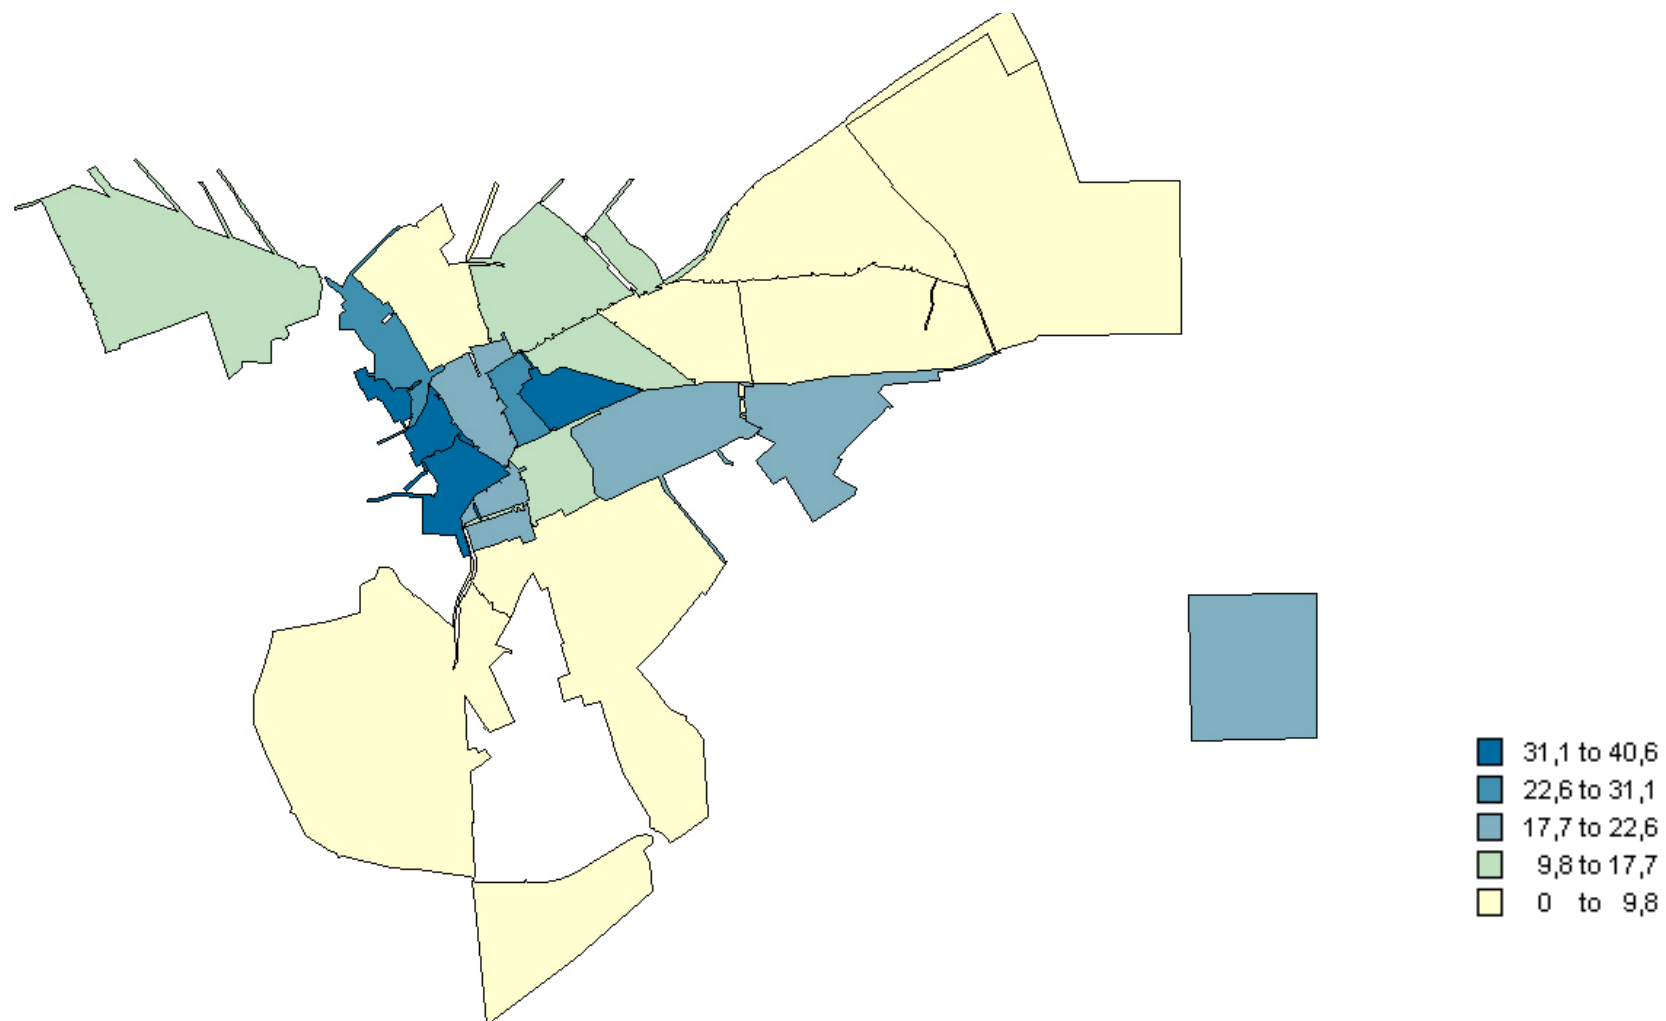 31,1 to 40,6
22,6 to 31,1
17,7 to 22,6
9,8 to 17,7
0 to 9,8